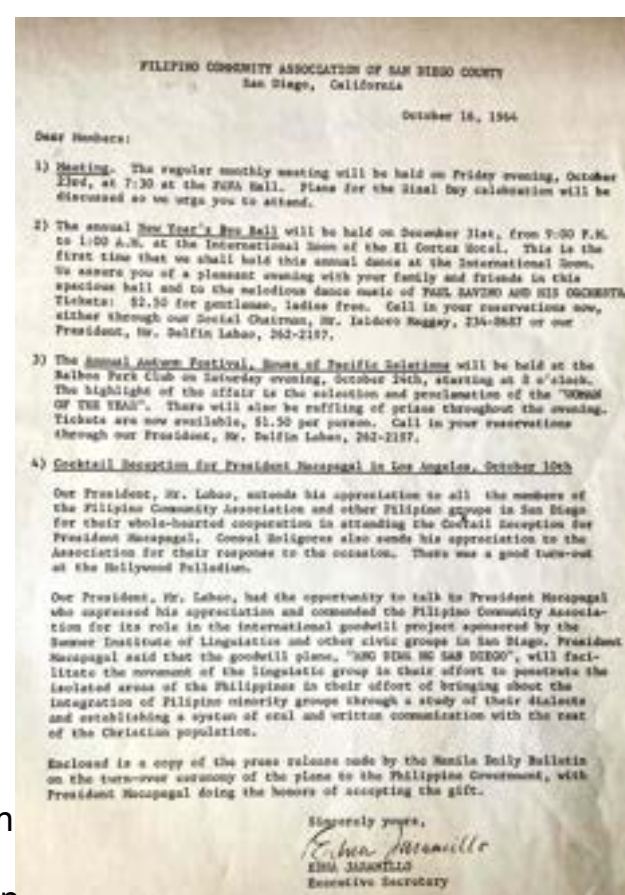 FILIPINO COMMUNITY ASSOCIATION OF SAN DIEGO COUNTY
San Diego, California
October 16, 1964
Dear Members:
1) Meeting. The regular monthly meeting will be held on Friday evening, October
23rd, at 7:30 at the Hall. Plans for the Rizal Day celebration will be
discussed so we urge you to attend.
2) The annual New Year's Eve Ball will be held on December 31st, from 9:00 P.M.
to 1:00 A.M. at the International Room of the El Cortez Hotel. This is the
first time that we shall hold this annual dance at the International Room.
We assure you of a pleasant evening with your family and friends in this
spacious hall and to the melodious dance music of PAUL SAVINO AND HIS ORCHESTRA
Tickets: $2.50 for gentleman, ladies free. Call in your reservations now,
either through our Social Chairman, Mr. Isidoro Maggay, 234-8687 or our
President, Mr. Delfin Labao, 262-2157.
3) The Annual Autumn Festival, House of Pacific Relations will be held at the
Balboa Park Club on Saturday evening, October 24th, starting at 8 o'clock.
The highlight of the affair is the selection and proclamation of the "WOMAN
OF THE YEAR". There will also be raffling of prizes throughout the evening.
Tickets are now available, $1.50 per person. Call in your reservations
through our President, Mr. Delfin Labao, 262-2157.
4) Cocktail Reception for President Macapagal in Los Angeles, October 10th
Our President, Mr. Labao, extends his appreciation to all the members of
the Filipino Community Association and other Filipino groups in San Diego
for their whole-hearted cooperation in attending the Cocktail Reception for
President Macapagal. Consul also sends his appreciation to the
Association for their response to the occasion. There was a good turn-out
at the Hollywood Palladium.
Our President, Mr. Labao, had the opportunity to talk to President Macapagal
who expressed his appreciation and commended the Filipino Community Associa-
tion for its role in the international goodwill project sponsored by the
Summer Institute of Linguistics and other civic groups in San Diego. President
Macapagal said that the goodwill plane, "ANG DIWA NG SAN DIEGO", will faci-
litate the movement of the linguistic group in their effort to penetrate the
isolated areas of the Philippines in their effort of bringing about the
integration of Filipino minority groups through a study of their dialects
and establishing a system of oral and written communication with the rest
of the Christian population.
Enclosed is a copy of the press release made by the Manila Daily Bulletin
on the turn-over ceremony of the plane to the Philippine Government, with
President Macapagal doing the honors of accepting the gift.
Sincerely yours,
Edna Jaramillo
EDNA JARAMILLO
Executive Secretary